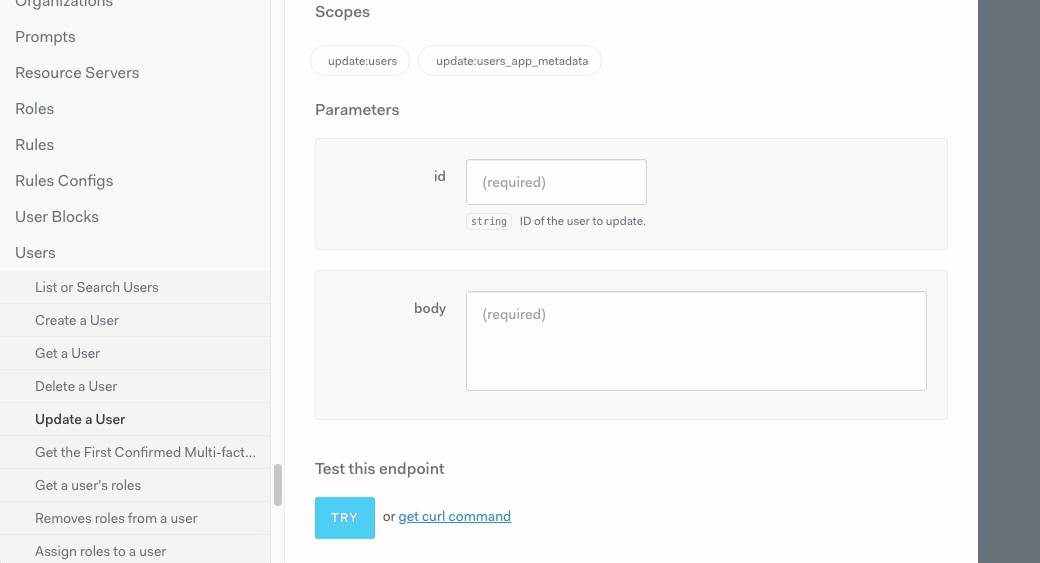 Organizations
Prompts
Resource Servers
Roles
Rules
Rules Configs
User Blocks
Users
List or Search Users
Create a User
Get a User
Delete a User
Update a User
Get the First Confirmed Multi-fact...
Get a user's roles
Removes roles from a user
Assign roles to a user
Scopes
update:users update:users_app_metadata
Parameters
id (required)
string ID of the user to update.
body (required)
Test this endpoint
TRY or get curl command